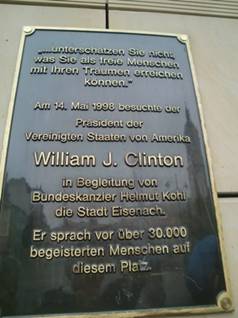 „...unterschätzen Sie nicht,
was Sie als freie Menschen
mit Ihren Träumen erreichen
können.“
Am 14. Mai 1998 besuchte der
Präsident der
Vereinigten Staaten von Amerika
William J. Clinton
in Begleitung von
Bundeskanzler Helmut Kohl
die Stadt Eisenach.
Er sprach vor über 30.000
begeisterten Menschen auf
diesem Platz.